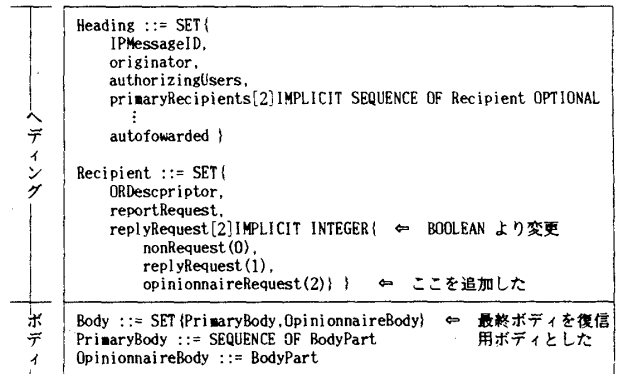 ヘディング
Heading ::= SET{
IPMessageID,
originator,
authorizingUsers,
primaryRecipients[2]IMPLICIT SEQUENCE OF Recipient OPTIONAL
⋮
autofowarded }
Recipient ::= SET{
ORDescpriptor,
reportRequest,
replyRequest[2]IMPLICIT INTEGER{ ⇦ BOOLEAN より変更
nonRequest(0),
replyRequest(1),
opinionnaireRequest(2)} } ⇦ ここを追加した
ボディ
Body ::= SET{PrimaryBody,OpinionnaireBody} ⇦ 最終ボディを復信
PrimaryBody ::= SEQUENCE OF BodyPart 用ボディとした
OpinionnaireBody ::= BodyPart